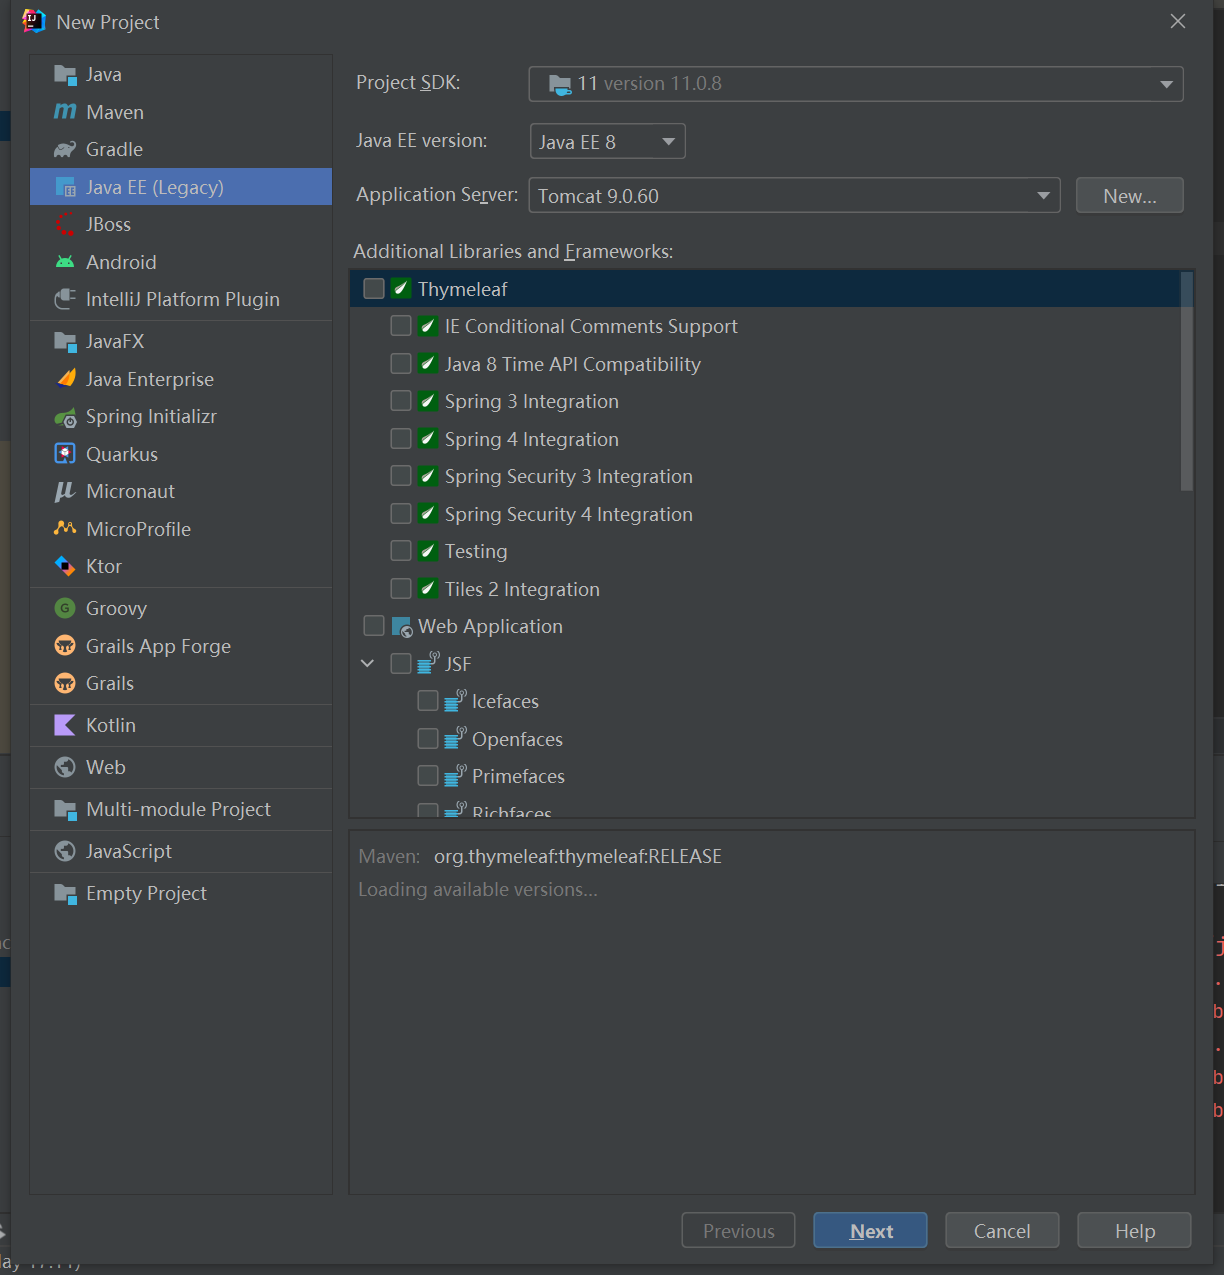 New Project
Java
Maven
Gradle
Java EE (Legacy)
JBoss
Android
IntelliJ Platform Plugin
JavaFX
Java Enterprise
Spring Initializr
Quarkus
Micronaut
MicroProfile
Ktor
Groovy
Grails App Forge
Grails
Kotlin
Web
Multi-module Project
JavaScript
Empty Project
Project SDK: 11 version 11.0.8
Java EE version: Java EE 8
Application Server: Tomcat 9.0.60 New...
Additional Libraries and Frameworks:
Thymeleaf
IE Conditional Comments Support
Java 8 Time API Compatibility
Spring 3 Integration
Spring 4 Integration
Spring Security 3 Integration
Spring Security 4 Integration
Testing
Tiles 2 Integration
Web Application
JSF
Icefaces
Openfaces
Primefaces
Richfaces
Maven: org.thymeleaf:thymeleaf:RELEASE
Loading available versions...
Previous Next Cancel Help